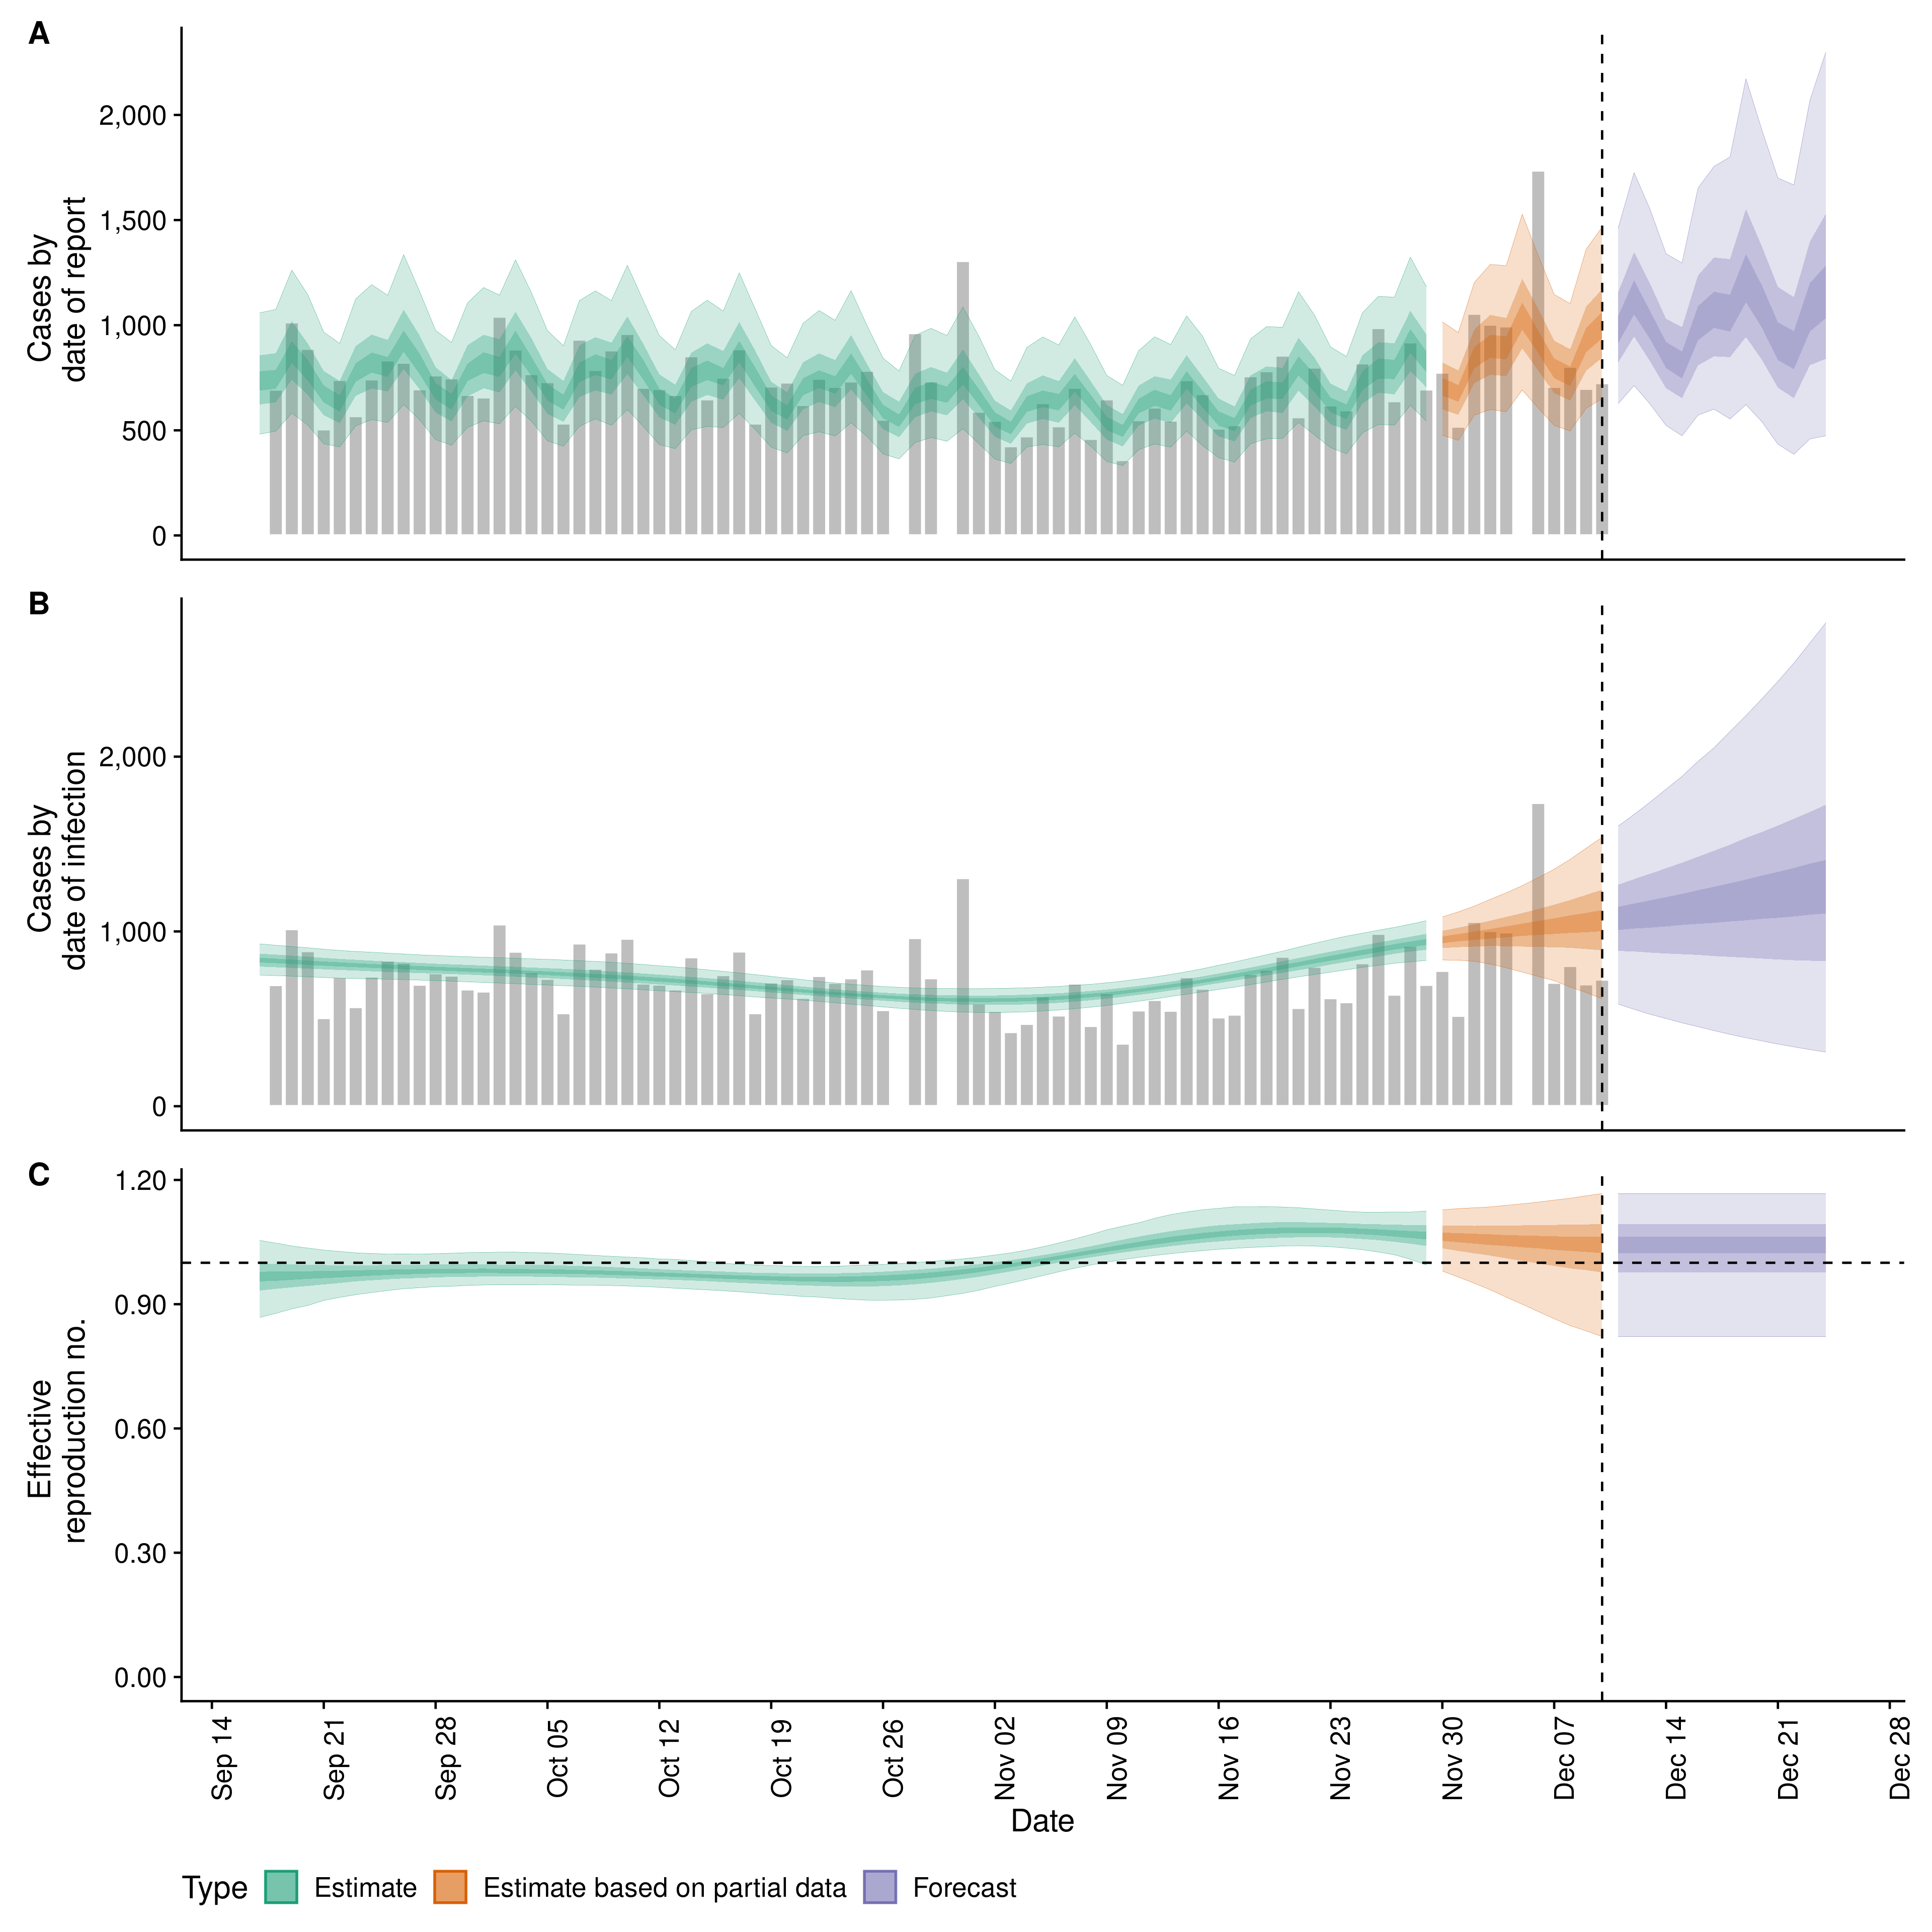 A
Cases by
date of report
2,000
1,500
1,000
500
0
B
Cases by
date of infection
2,000
1,000
0
C
Effective
reproduction no.
1.20
0.90
0.60
0.30
0.00
Sep 14
Sep 21
Sep 28
Oct 05
Oct 12
Oct 19
Oct 26
Nov 02
Nov 09
Nov 16
Nov 23
Nov 30
Dec 07
Dec 14
Dec 21
Dec 28
Date
Type Estimate Estimate based on partial data Forecast